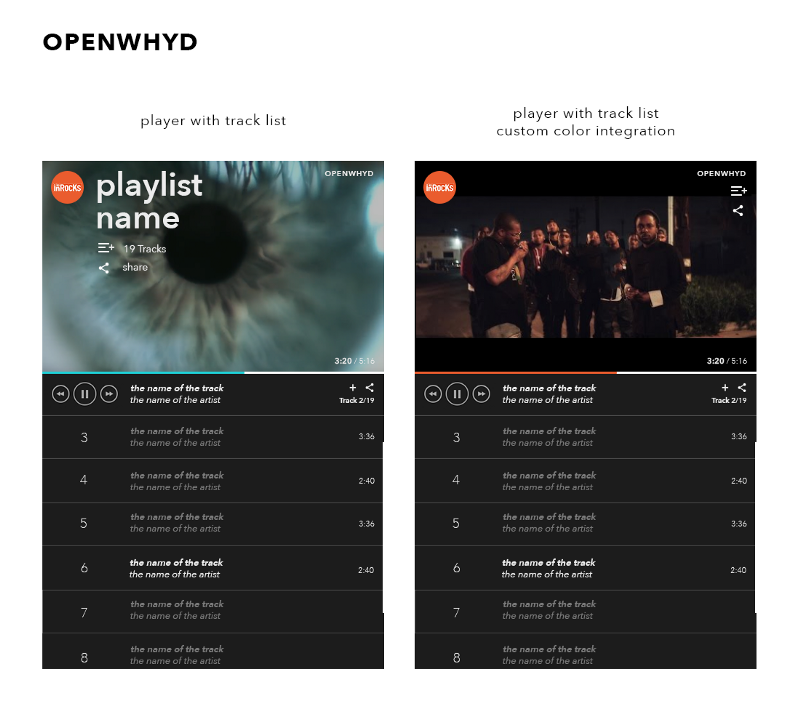 OPENWHYD
player with track list
inRocKs
OPENWHYD
playlist
name
19 Tracks
share
3:20 / 5:16
the name of the track
the name of the artist
Track 2/19
3
the name of the track
the name of the artist
3:36
4
the name of the track
the name of the artist
2:40
5
the name of the track
the name of the artist
3:36
6
the name of the track
the name of the artist
2:40
7
the name of the track
the name of the artist
8
the name of the track
the name of the artist
player with track list
custom color integration
inRocKs
OPENWHYD
3:20 / 5:16
the name of the track
the name of the artist
Track 2/19
3
the name of the track
the name of the artist
3:36
4
the name of the track
the name of the artist
2:40
5
the name of the track
the name of the artist
3:36
6
the name of the track
the name of the artist
2:40
7
the name of the track
the name of the artist
8
the name of the track
the name of the artist